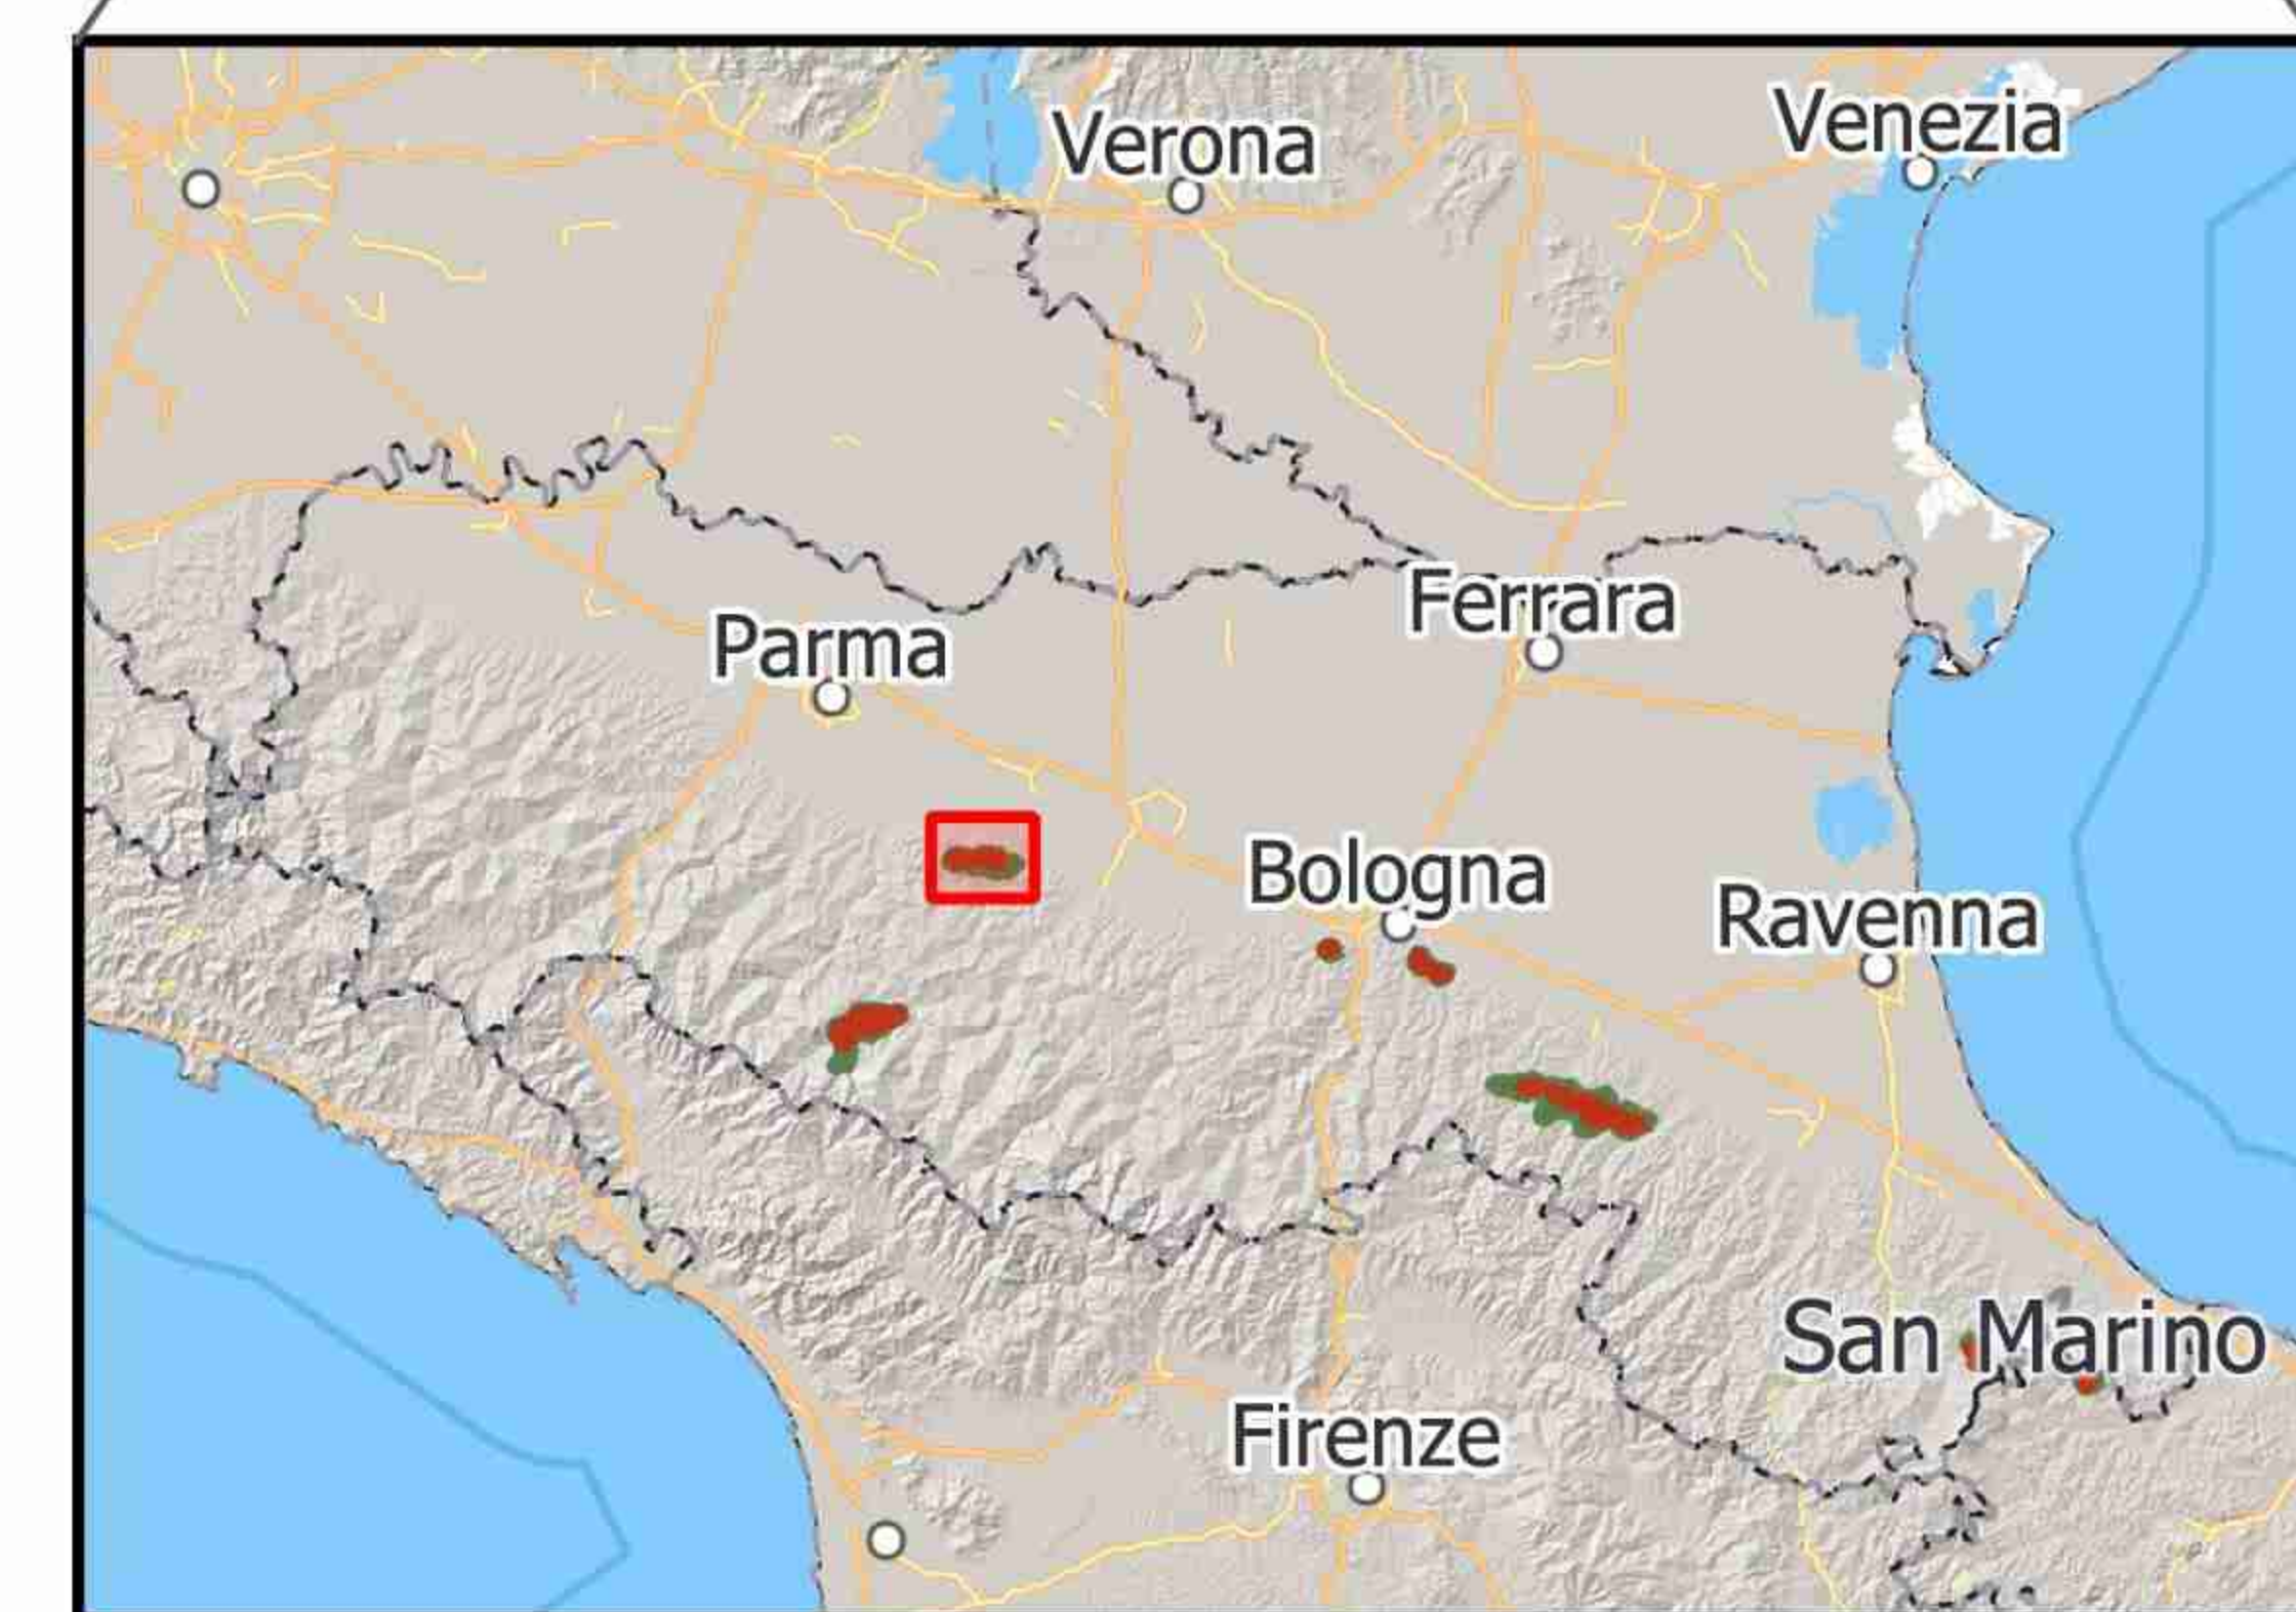 Verona
Venezia
Ferrara
Parma
Bologna
Ravenna
San Marino
Firenze